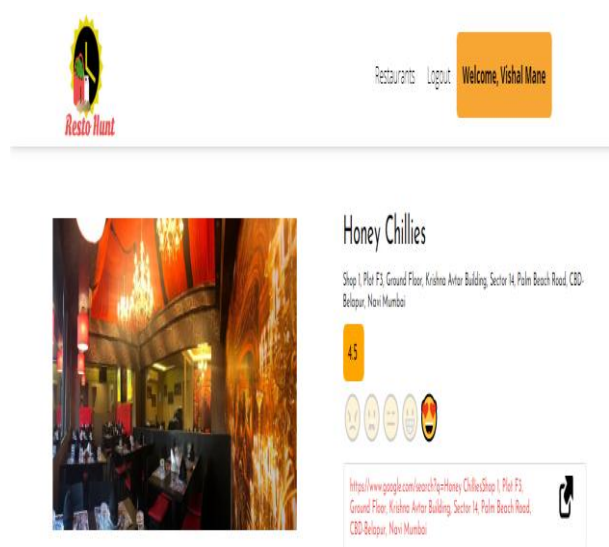 Resto Hunt
Restaurants Logout Welcome, Vishal Mane
Honey Chillies
Shop 1, Plot F3, Ground Floor, Krishna Avtar Building, Sector 14, Palm Beach Road, CBD-
Belapur, Navi Mumbai
4.5
https://www.google.com/search?q=Honey ChilliesShop 1, Plot F3,
Ground Floor, Krishna Avtar Building, Sector 14, Palm Beach Road,
CBD-Belapur, Navi Mumbai